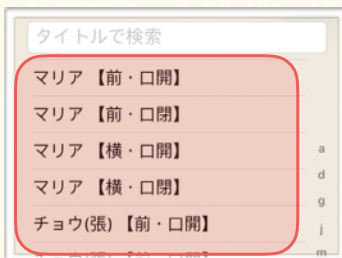 タイトルで検索
マリア 【前・口開】
マリア 【前・口閉】
マリア 【横・口開】
マリア 【横・口閉】
チョウ(張) 【前・口開】
a
d
g
j
m